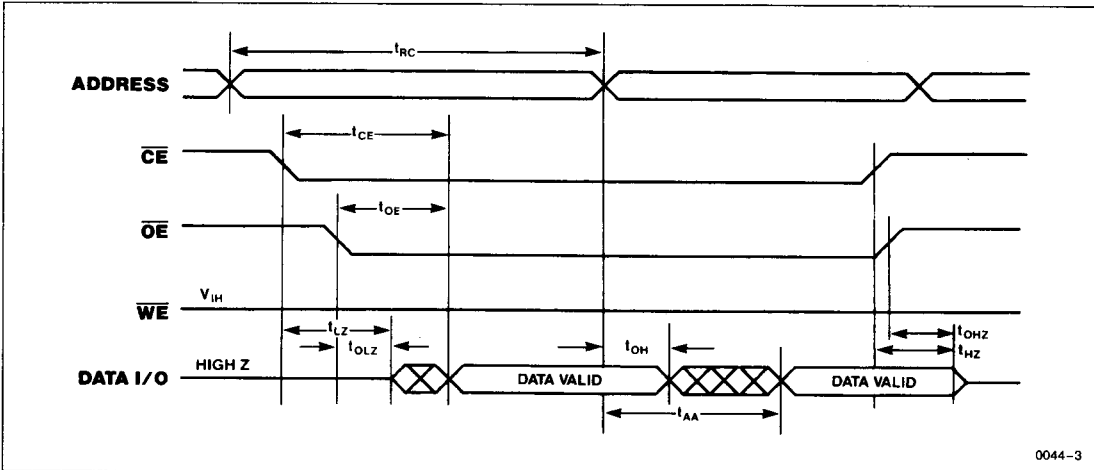 tRC
ADDRESS
tCE
CE
tOE
OE
VIH
WE
tLZ
tOHZ
tOLZ
tOH
tHZ
HIGH Z
DATA I/O
DATA VALID
DATA VALID
tAA
0044-3